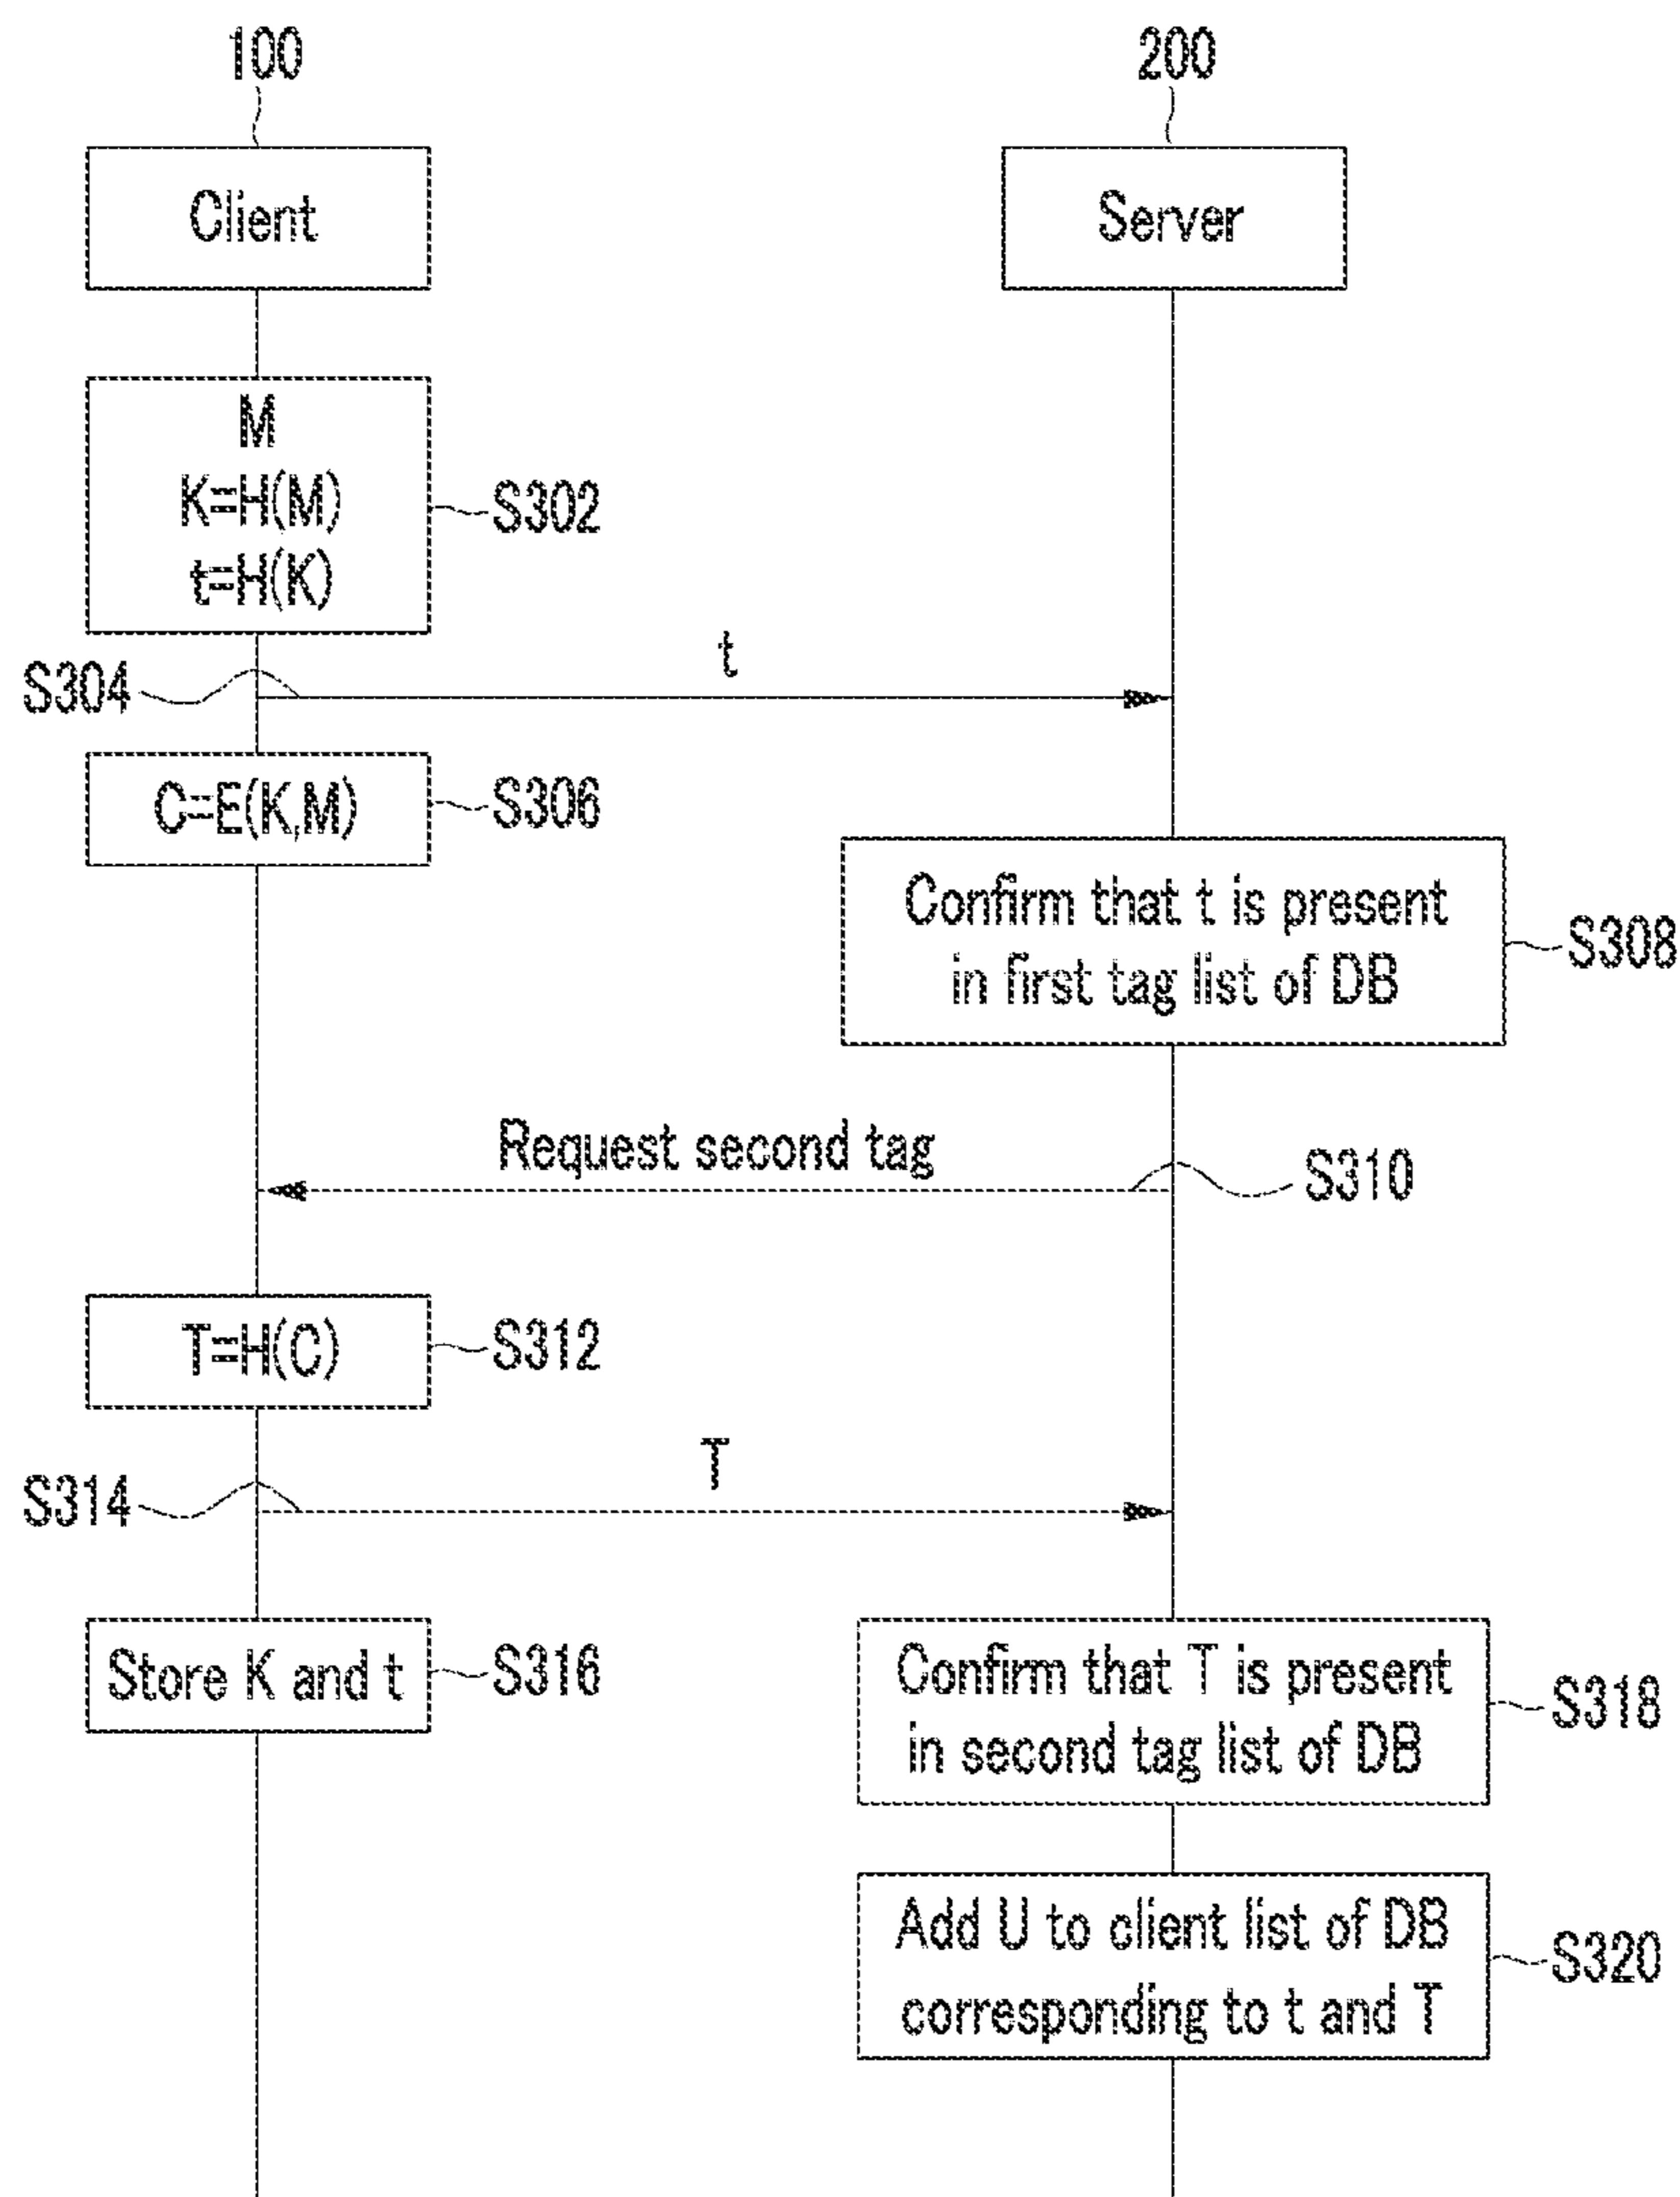 100
200
Client
Server
M
K=H(M)
t=H(K)
S302
t
S304
C=E(K,M)
S306
Confirm that t is present
in first tag list of DB
S308
Request second tag
S310
T=H(C)
S312
T
S314
Store K and t
S316
Confirm that T is present
in second tag list of DB
S318
Add U to client list of DB
corresponding to t and T
S320